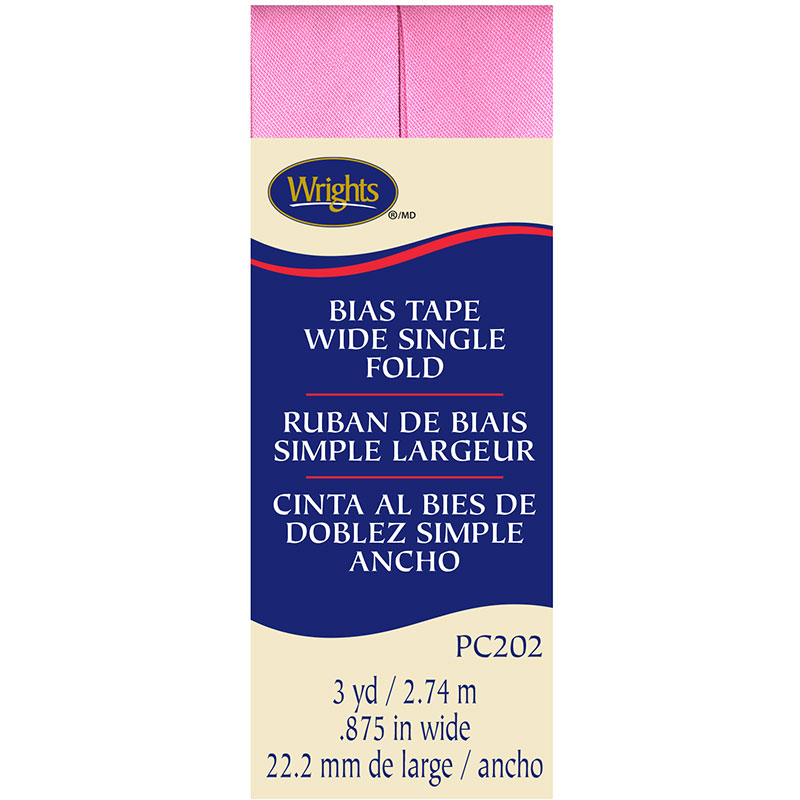 Wrights
®/MD
BIAS TAPE
WIDE SINGLE
FOLD
RUBAN DE BIAIS
SIMPLE LARGEUR
CINTA AL BIES DE
DOBLEZ SIMPLE
ANCHO
PC202
3 yd / 2.74 m
.875 in wide
22.2 mm de large / ancho